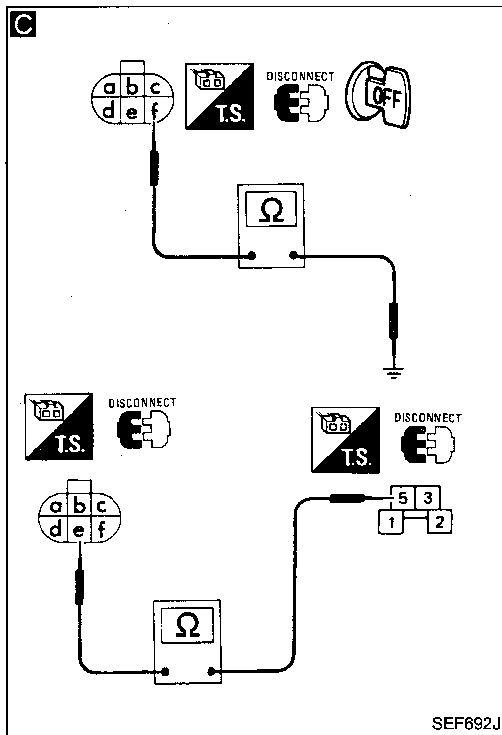 C
a b c
d e f
T.S.
DISCONNECT
OFF
Ω
DISCONNECT
T.S.
DISCONNECT
T.S.
a b c
d e f
5 3
1 2
Ω
SEF692J